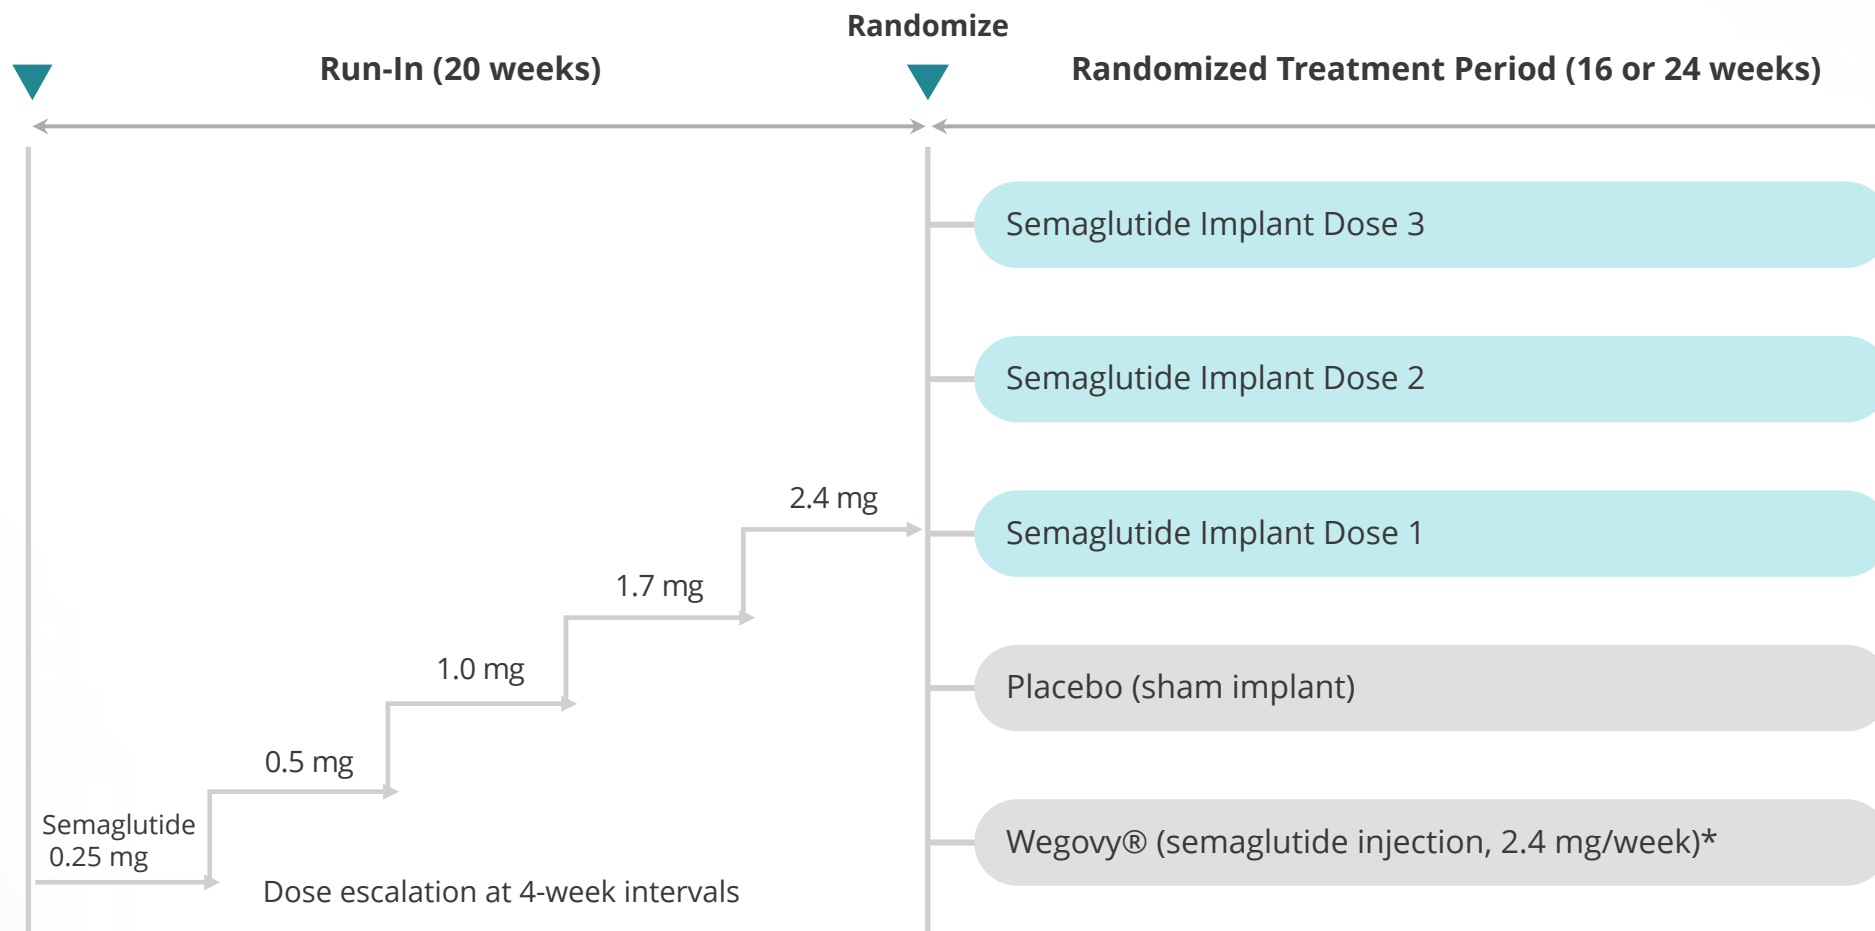 Randomize
Run-In (20 weeks)
Randomized Treatment Period (16 or 24 weeks)
Semaglutide Implant Dose 3
Semaglutide Implant Dose 2
2.4 mg
Semaglutide Implant Dose 1
1.7 mg
1.0 mg
Placebo (sham implant)
0.5 mg
Semaglutide
0.25 mg
Wegovy® (semaglutide injection, 2.4 mg/week)*
Dose escalation at 4-week intervals